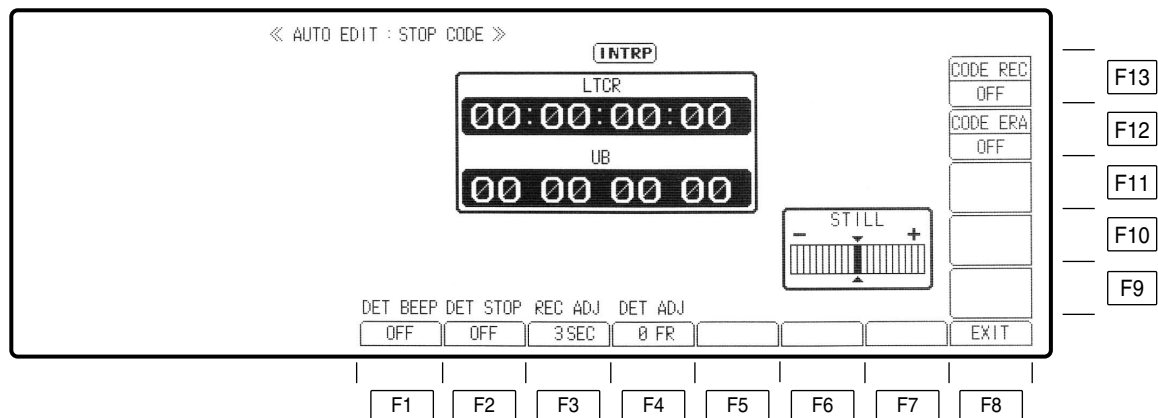 ≪ AUTO EDIT : STOP CODE ≫
INTRP
LTCR
00:00:00:00
UB
00 00 00 00
STILL
- +
CODE REC
OFF
CODE ERA
OFF
F13
F12
F11
F10
F9
DET BEEP DET STOP REC ADJ DET ADJ
OFF OFF 3SEC 0 FR EXIT
F1 F2 F3 F4 F5 F6 F7 F8